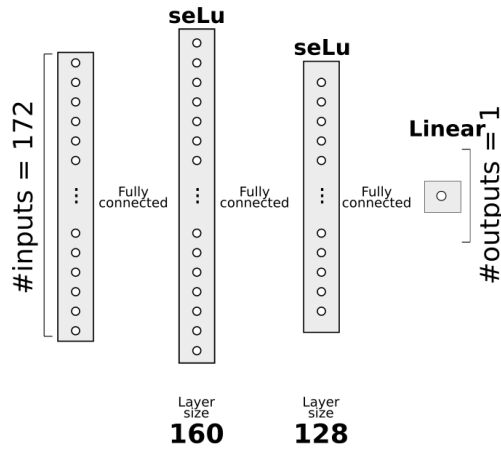 seLu
seLu
Linear
#inputs = 172
Fully
connected
Fully
connected
Fully
connected
#outputs = 1
Layer
size
160
Layer
size
128